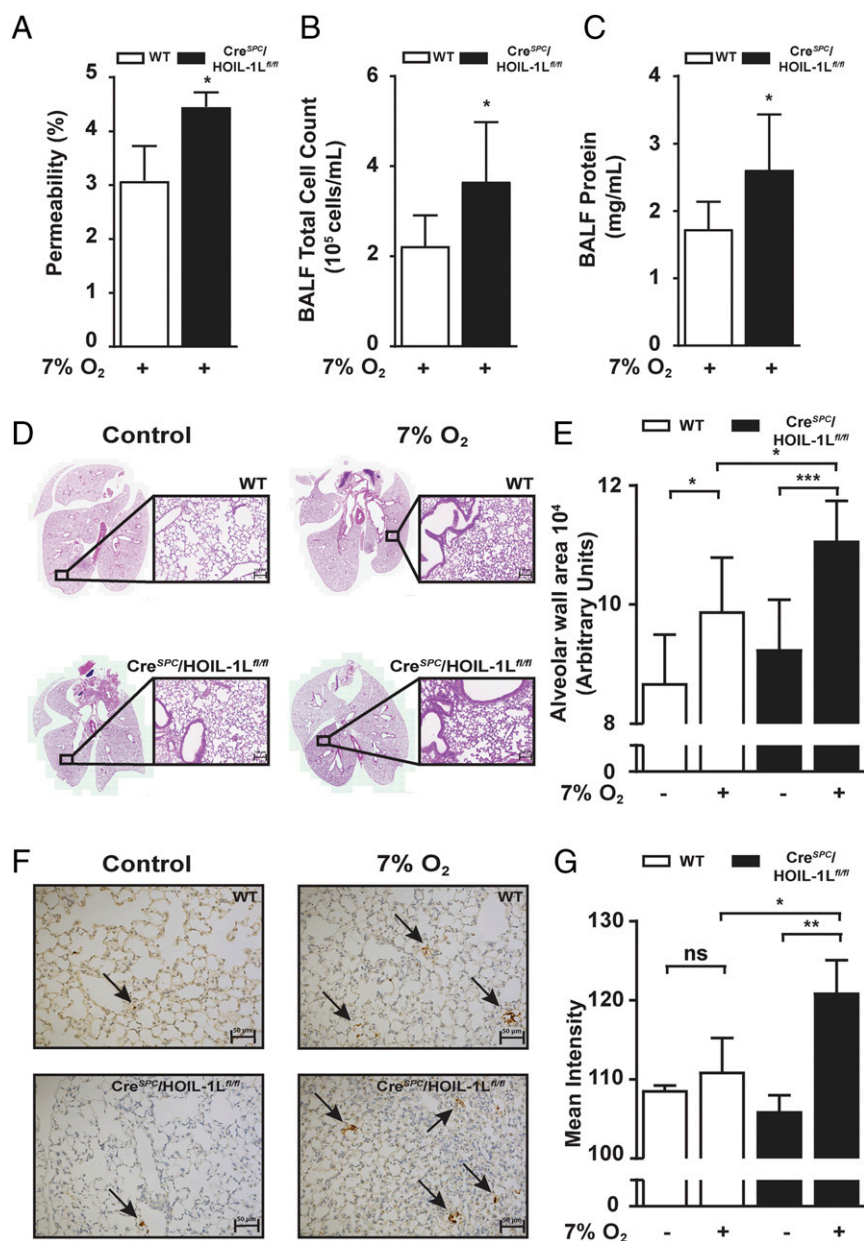 A
WT
Cre^SPC/
HOIL-1L^fl/fl
*
Permeability (%)
5
4
3
2
1
0
7% O₂
+
+
B
WT
Cre^SPC/
HOIL-1L^fl/fl
*
BALF Total Cell Count
(10⁵ cells/mL)
6
4
2
0
7% O₂
+
+
C
WT
Cre^SPC/
HOIL-1L^fl/fl
*
BALF Protein
(mg/mL)
4
3
2
1
0
7% O₂
+
+
D
Control
7% O₂
WT
WT
Cre^SPC/HOIL-1L^fl/fl
Cre^SPC/HOIL-1L^fl/fl
E
WT
Cre^SPC/
HOIL-1L^fl/fl
*
*
***
Alveolar wall area 10⁴
(Arbitrary Units)
12
10
8
0
7% O₂
-
+
-
+
F
Control
7% O₂
WT
50 µm
WT
50 µm
Cre^SPC/HOIL-1L^fl/fl
50 µm
Cre^SPC/HOIL-1L^fl/fl
50 µm
G
WT
Cre^SPC/
HOIL-1L^fl/fl
*
ns
**
Mean Intensity
130
120
110
100
0
7% O₂
-
+
-
+